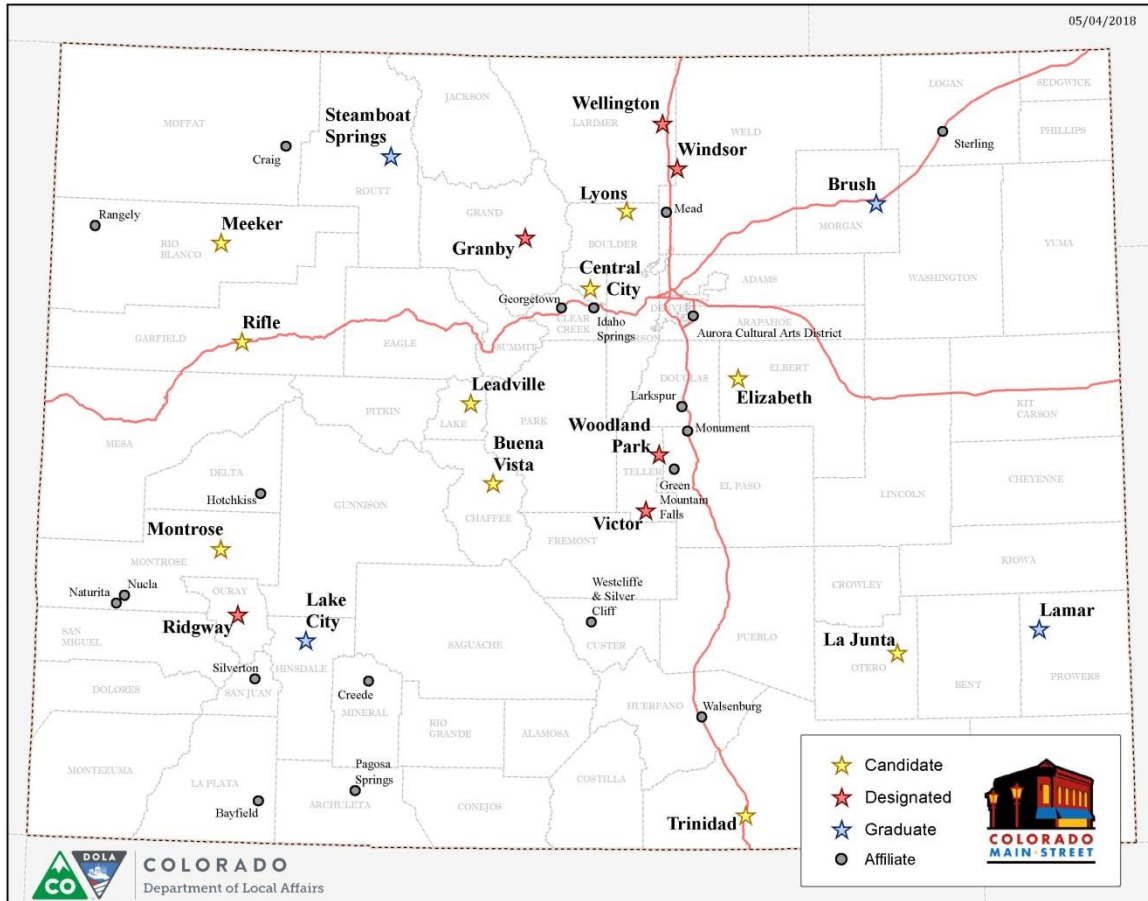 05/04/2018
LOGAN
SEDGWICK
JACKSON
Steamboat
Springs
Wellington
LARIMER
WELD
MOFFAT
PHILLIPS
Craig
Sterling
Windsor
ROUTT
Brush
Lyons
Rangely
Meeker
GRAND
Mead
RIO
BLANCO
MORGAN
Granby
BOULDER
YUMA
Central
City
ADAMS
WASHINGTON
Georgetown
CLEAR
CREEK
Idaho
Springs
DENVER
ARAPAHOE
Aurora Cultural Arts District
Rifle
GARFIELD
EAGLE
SUMMIT
ELBERT
Leadville
DOUGLAS
Elizabeth
PITKIN
LAKE
PARK
Larkspur
KIT
CARSON
Woodland
Park
Monument
MESA
Buena
Vista
TELLER
DELTA
Green
Mountain
Falls
EL PASO
CHEYENNE
Hotchkiss
GUNNISON
LINCOLN
CHAFFEE
Victor
Montrose
FREMONT
MONTROSE
KIOWA
Nucla
Naturita
OURAY
Westcliffe
& Silver
Cliff
CROWLEY
Lake
City
Lamar
Ridgway
SAN
MIGUEL
SAGUACHE
CUSTER
PUEBLO
La Junta
OTERO
Silverton
HINSDALE
SAN JUAN
Creede
BENT
PROWERS
DOLORES
MINERAL
HUERFANO
Walsenburg
RIO
GRANDE
ALAMOSA
MONTEZUMA
LA PLATA
Pagosa
Springs
COSTILLA
Bayfield
ARCHULETA
CONEJOS
Trinidad
Candidate
Designated
Graduate
Affiliate
COLORADO
MAIN STREET
CO
DOLA
COLORADO
Department of Local Affairs